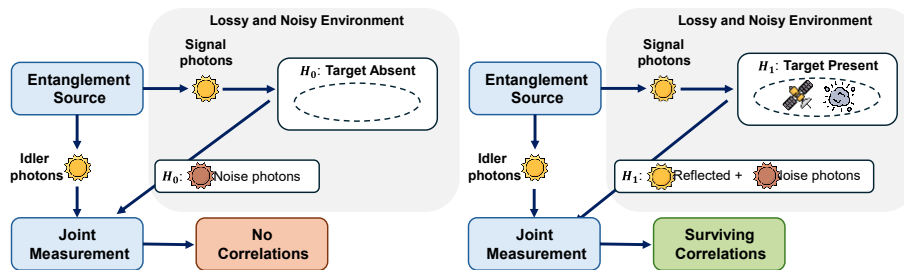 Lossy and Noisy Environment
Signal
photons
H₀: Target Absent
Entanglement
Source
Idler
photons
H₀: Noise photons
Joint
Measurement
No
Correlations
Lossy and Noisy Environment
Signal
photons
H₁: Target Present
Entanglement
Source
Idler
photons
H₁: Reflected + Noise photons
Joint
Measurement
Surviving
Correlations